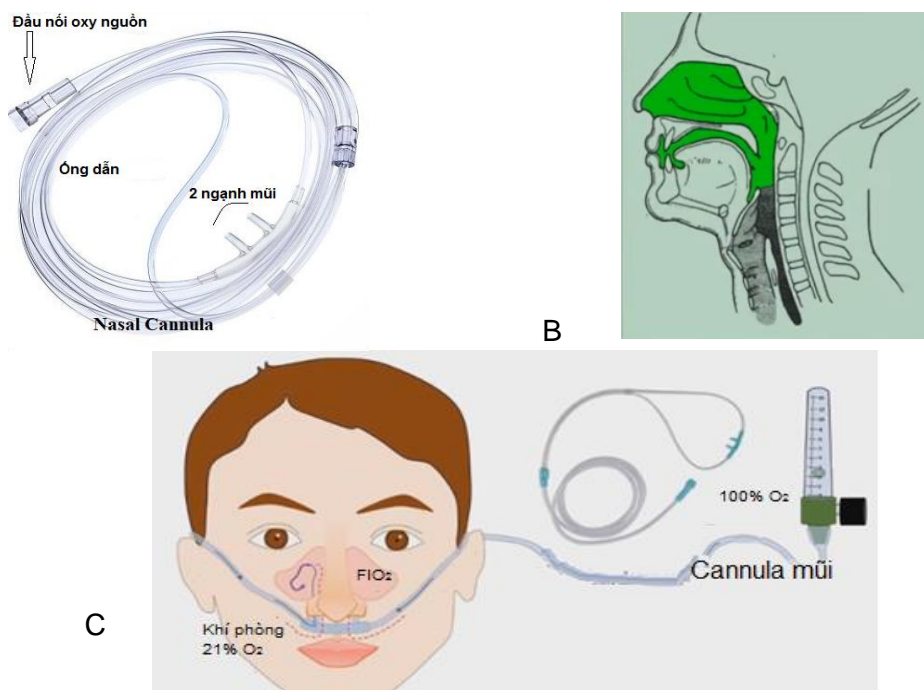 Đầu nối oxy nguồn
Ống dẫn
2 ngạnh mũi
Nasal Cannula
B
100% O₂
Cannula mũi
FIO₂
C
Khí phòng
21% O₂